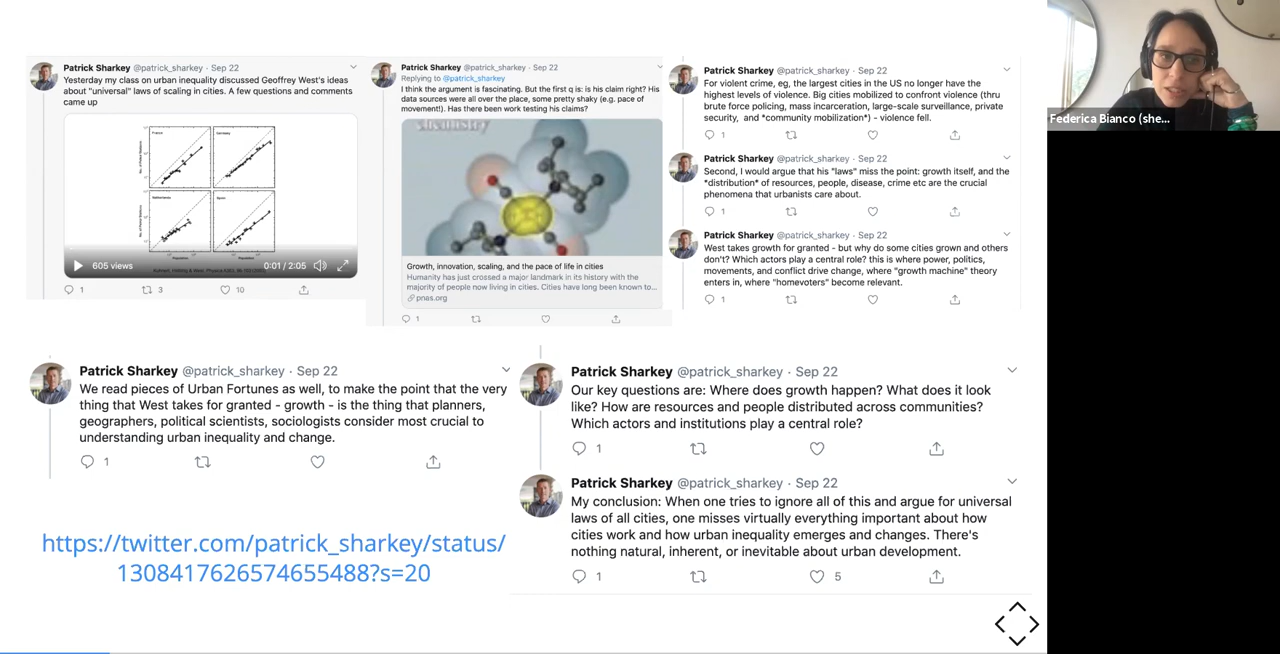 Patrick Sharkey @patrick_sharkey · Sep 22
Yesterday my class on urban inequality discussed Geoffrey West's ideas
about "universal" laws of scaling in cities. A few questions and comments
came up
605 views
0:01 / 2:05
1
3
10
Patrick Sharkey @patrick_sharkey · Sep 22
Replying to @patrick_sharkey
I think the argument is fascinating. But the first q is: is his claim right? His
data sources were all over the place, some pretty shaky (e.g. pace of
movement!). Has there been work testing his claims?
chemistry
Growth, innovation, scaling, and the pace of life in cities
Humanity has just crossed a major landmark in its history with the
majority of people now living in cities. Cities have long been known to...
pnas.org
1
Patrick Sharkey @patrick_sharkey · Sep 22
For violent crime, eg, the largest cities in the US no longer have the
highest levels of violence. Big cities mobilized to confront violence (thru
brute force policing, mass incarceration, large-scale surveillance, private
security, and *community mobilization*) - violence fell.
1
Patrick Sharkey @patrick_sharkey · Sep 22
Second, I would argue that his "laws" miss the point: growth itself, and the
*distribution* of resources, people, disease, crime etc are the crucial
phenomena that urbanists care about.
1
Patrick Sharkey @patrick_sharkey · Sep 22
West takes growth for granted - but why do some cities grown and others
don't? Which actors play a central role? this is where power, politics,
movements, and conflict drive change, where "growth machine" theory
enters in, where "homevoters" become relevant.
1
Patrick Sharkey @patrick_sharkey · Sep 22
We read pieces of Urban Fortunes as well, to make the point that the very
thing that West takes for granted - growth - is the thing that planners,
geographers, political scientists, sociologists consider most crucial to
understanding urban inequality and change.
1
Patrick Sharkey @patrick_sharkey · Sep 22
Our key questions are: Where does growth happen? What does it look
like? How are resources and people distributed across communities?
Which actors and institutions play a central role?
1
Patrick Sharkey @patrick_sharkey · Sep 22
My conclusion: When one tries to ignore all of this and argue for universal
laws of all cities, one misses virtually everything important about how
cities work and how urban inequality emerges and changes. There's
nothing natural, inherent, or inevitable about urban development.
1
5
https://twitter.com/patrick_sharkey/status/
1308417626574655488?s=20
Federica Bianco (she...